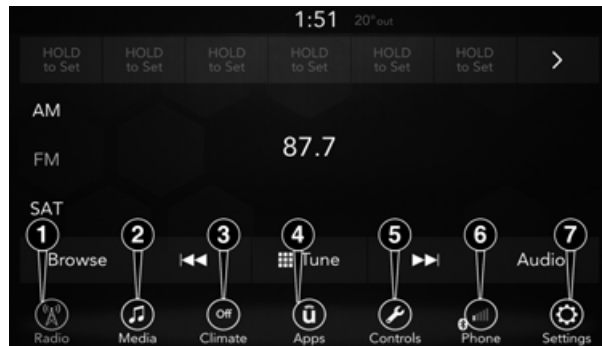 1:51 20° out
HOLD HOLD HOLD HOLD HOLD HOLD
to Set to Set to Set to Set to Set to Set
AM
87.7
FM
SAT
1 2 3 4 5 6 7
Browse Tune Audio
Off ū
Radio Media Climate Apps Controls Phone Settings